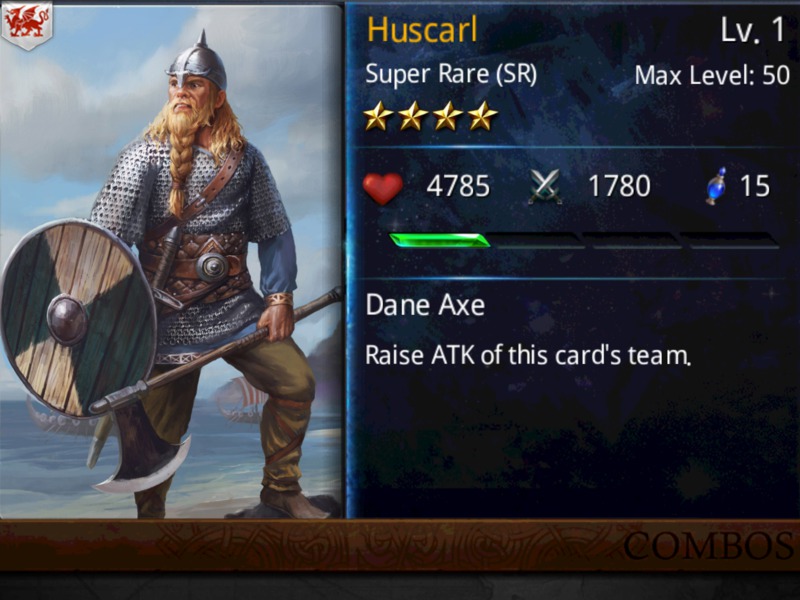 Huscarl Lv. 1
Super Rare (SR) Max Level: 50
4785 1780 15
Dane Axe
Raise ATK of this card's team.
COMBOS